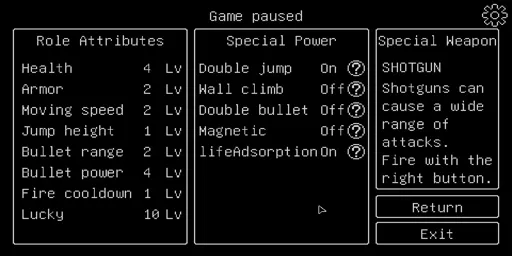 Game paused
Role Attributes
Health 4 Lv
Armor 2 Lv
Moving speed 2 Lv
Jump height 1 Lv
Bullet range 2 Lv
Bullet power 4 Lv
Fire cooldown 1 Lv
Lucky 10 Lv
Special Power
Double jump On ?
Wall climb Off ?
Double bullet Off ?
Magnetic Off ?
lifeAdsorption On ?
Special Weapon
SHOTGUN
Shotguns can
cause a wide
range of
attacks.
Fire with the
right button.
Return
Exit